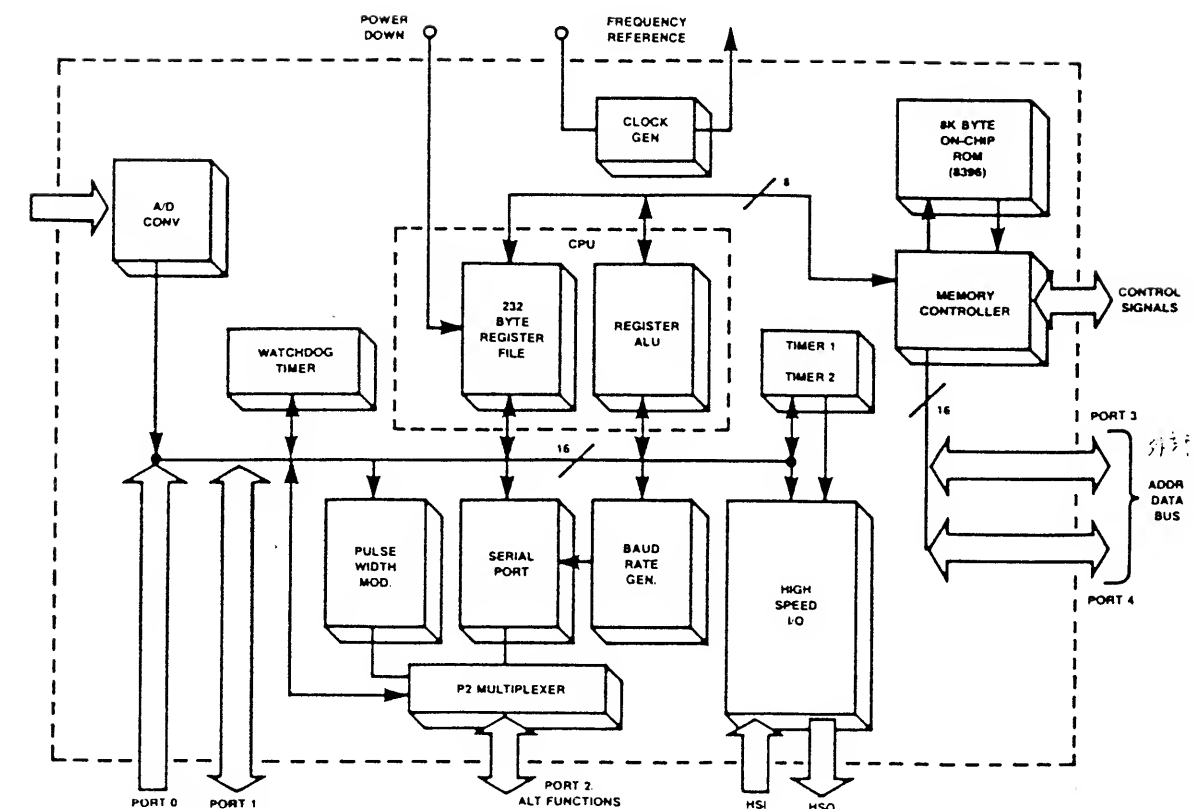 POWER
DOWN
FREQUENCY
REFERENCE
CLOCK
GEN
8K BYTE
ON-CHIP
ROM
(8396)
A/D
CONV
8
CPU
232
BYTE
REGISTER
FILE
REGISTER
ALU
MEMORY
CONTROLLER
CONTROL
SIGNALS
WATCHDOG
TIMER
TIMER 1
TIMER 2
16
PORT 3
16
ADDR
DATA
BUS
PULSE
WIDTH
MOD.
SERIAL
PORT
BAUD
RATE
GEN.
HIGH
SPEED
I/O
PORT 4
P2 MULTIPLEXER
PORT 0
PORT 1
PORT 2.
ALT FUNCTIONS
HSI
HSO